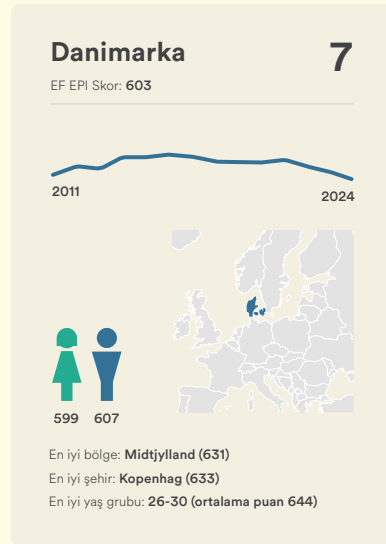 Danimarka 7
EF EPI Skor: 603
2011
2024
599 607
En iyi bölge: Midtjylland (631)
En iyi şehir: Kopenhag (633)
En iyi yaş grubu: 26-30 (ortalama puan 644)